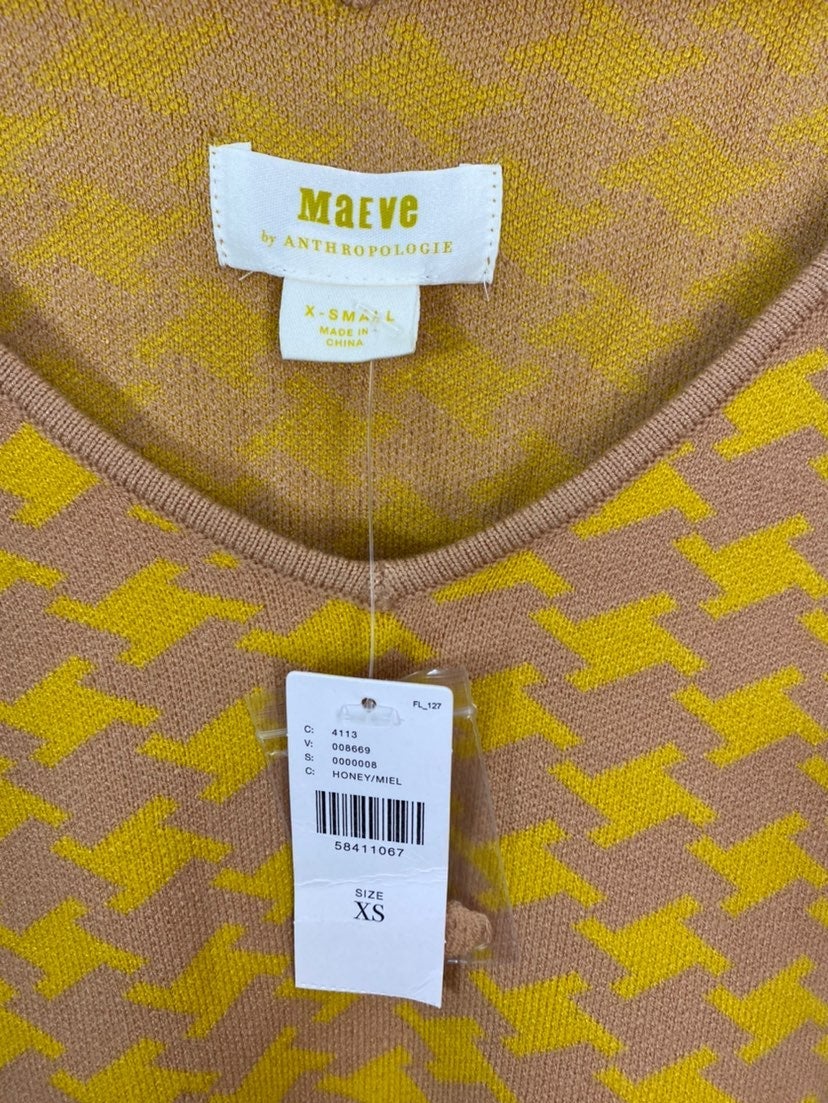 MaEve
by ANTHROPOLOGIE
X-SMALL
MADE IN
CHINA
FL_127
C: 4113
V: 008669
S: 0000008
C: HONEY/MIEL
58411067
SIZE
XS